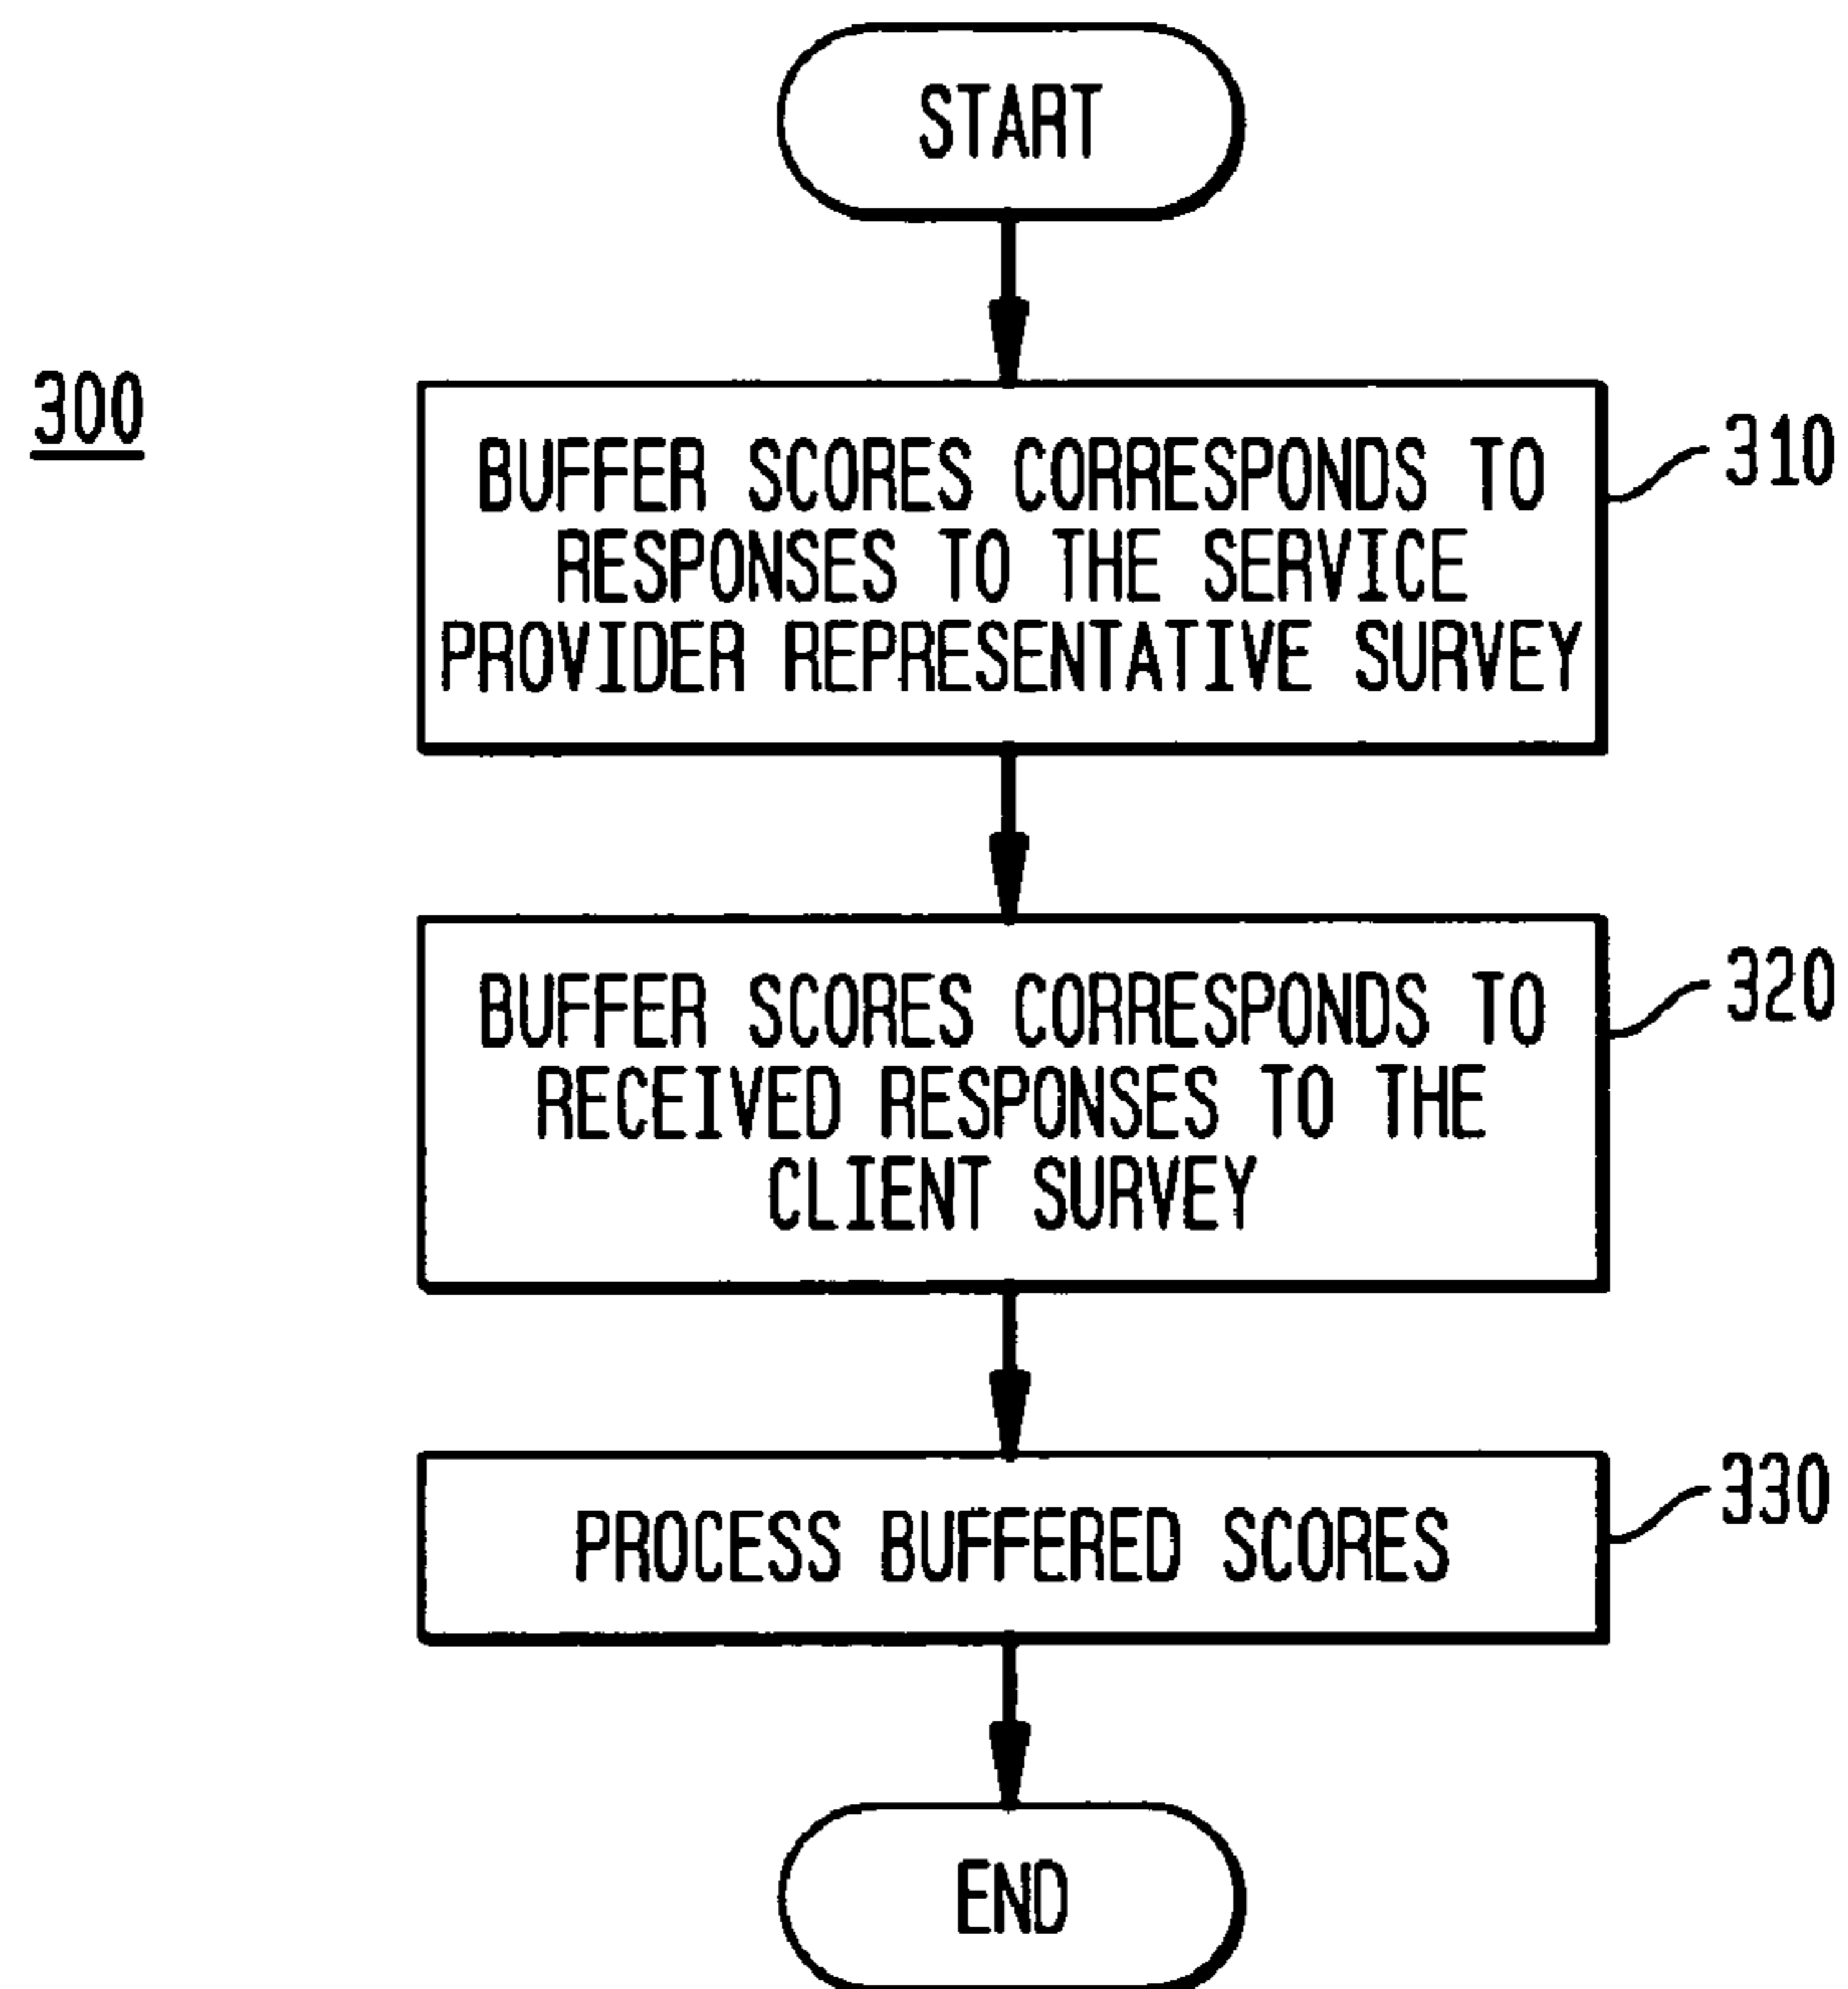 START
300
BUFFER SCORES CORRESPONDS TO
RESPONSES TO THE SERVICE
PROVIDER REPRESENTATIVE SURVEY
310
BUFFER SCORES CORRESPONDS TO
RECEIVED RESPONSES TO THE
CLIENT SURVEY
320
PROCESS BUFFERED SCORES
330
END